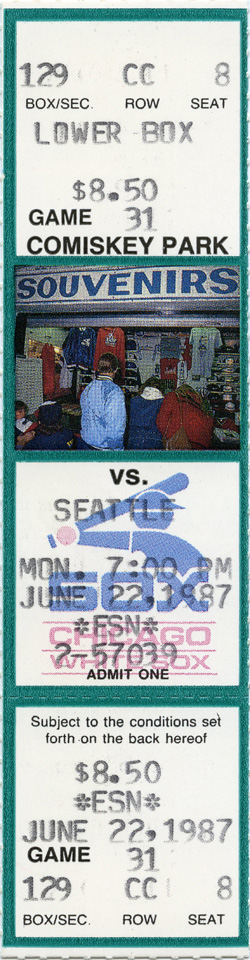 129 CC 8
BOX/SEC. ROW SEAT
LOWER BOX
$8.50
GAME 31
COMISKEY PARK
SOUVENIRS
VS.
SEATTLE
MON. 7:00 PM
JUNE 22,1987
SOX
*ESN*
CHICAGO
2-57039
WHITE SOX
ADMIT ONE
Subject to the conditions set
forth on the back hereof
$8.50
*ESN*
JUNE 22,1987
GAME 31
129 CC 8
BOX/SEC. ROW SEAT